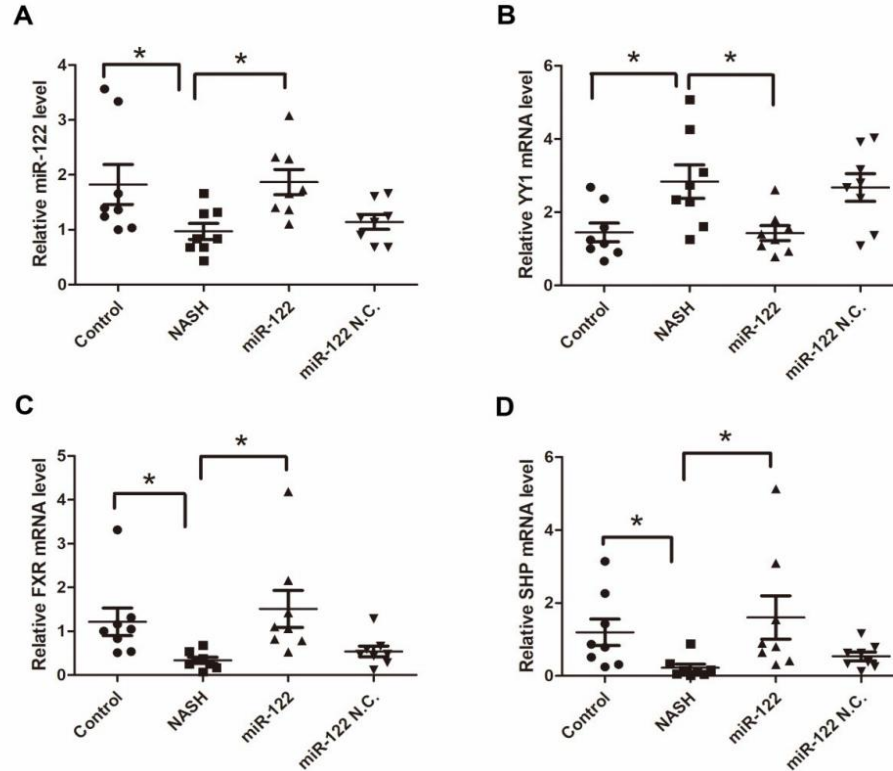 A
Relative miR-122 level
4
3
2
1
0
*
*
Control
NASH
miR-122
miR-122 N.C.
B
Relative YY1 mRNA level
6
4
2
0
*
*
Control
NASH
miR-122
miR-122 N.C.
C
Relative FXR mRNA level
5
4
3
2
1
0
*
*
Control
NASH
miR-122
miR-122 N.C.
D
Relative SHP mRNA level
6
4
2
0
*
*
Control
NASH
miR-122
miR-122 N.C.